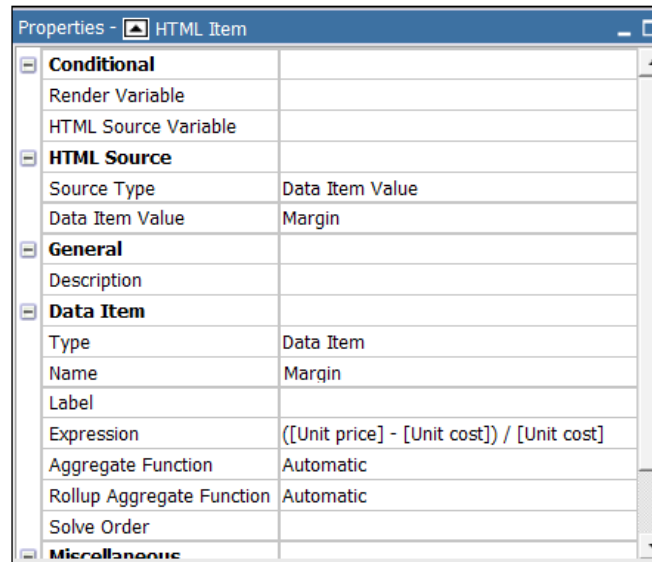 Properties - HTML Item
Conditional
Render Variable
HTML Source Variable
HTML Source
Source Type Data Item Value
Data Item Value Margin
General
Description
Data Item
Type Data Item
Name Margin
Label
Expression ([Unit price] - [Unit cost]) / [Unit cost]
Aggregate Function Automatic
Rollup Aggregate Function Automatic
Solve Order
Miscellaneous